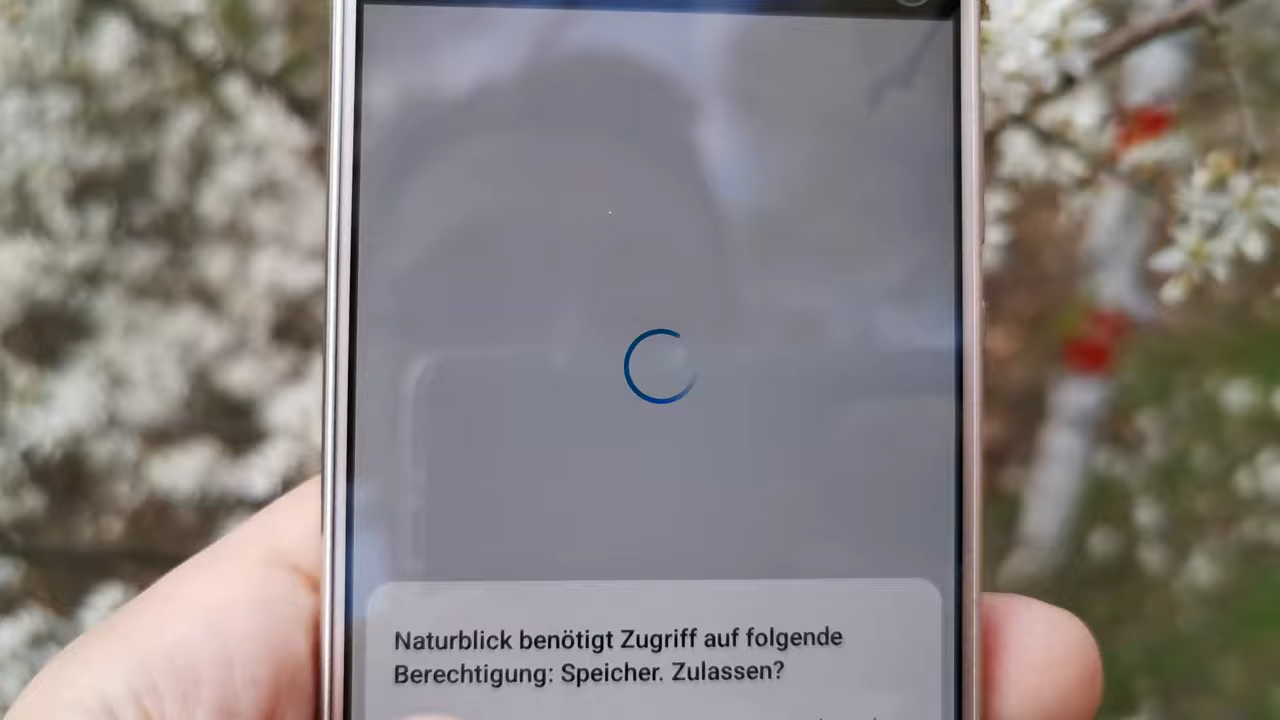 Naturblick benötigt Zugriff auf folgende
Berechtigung: Speicher. Zulassen?